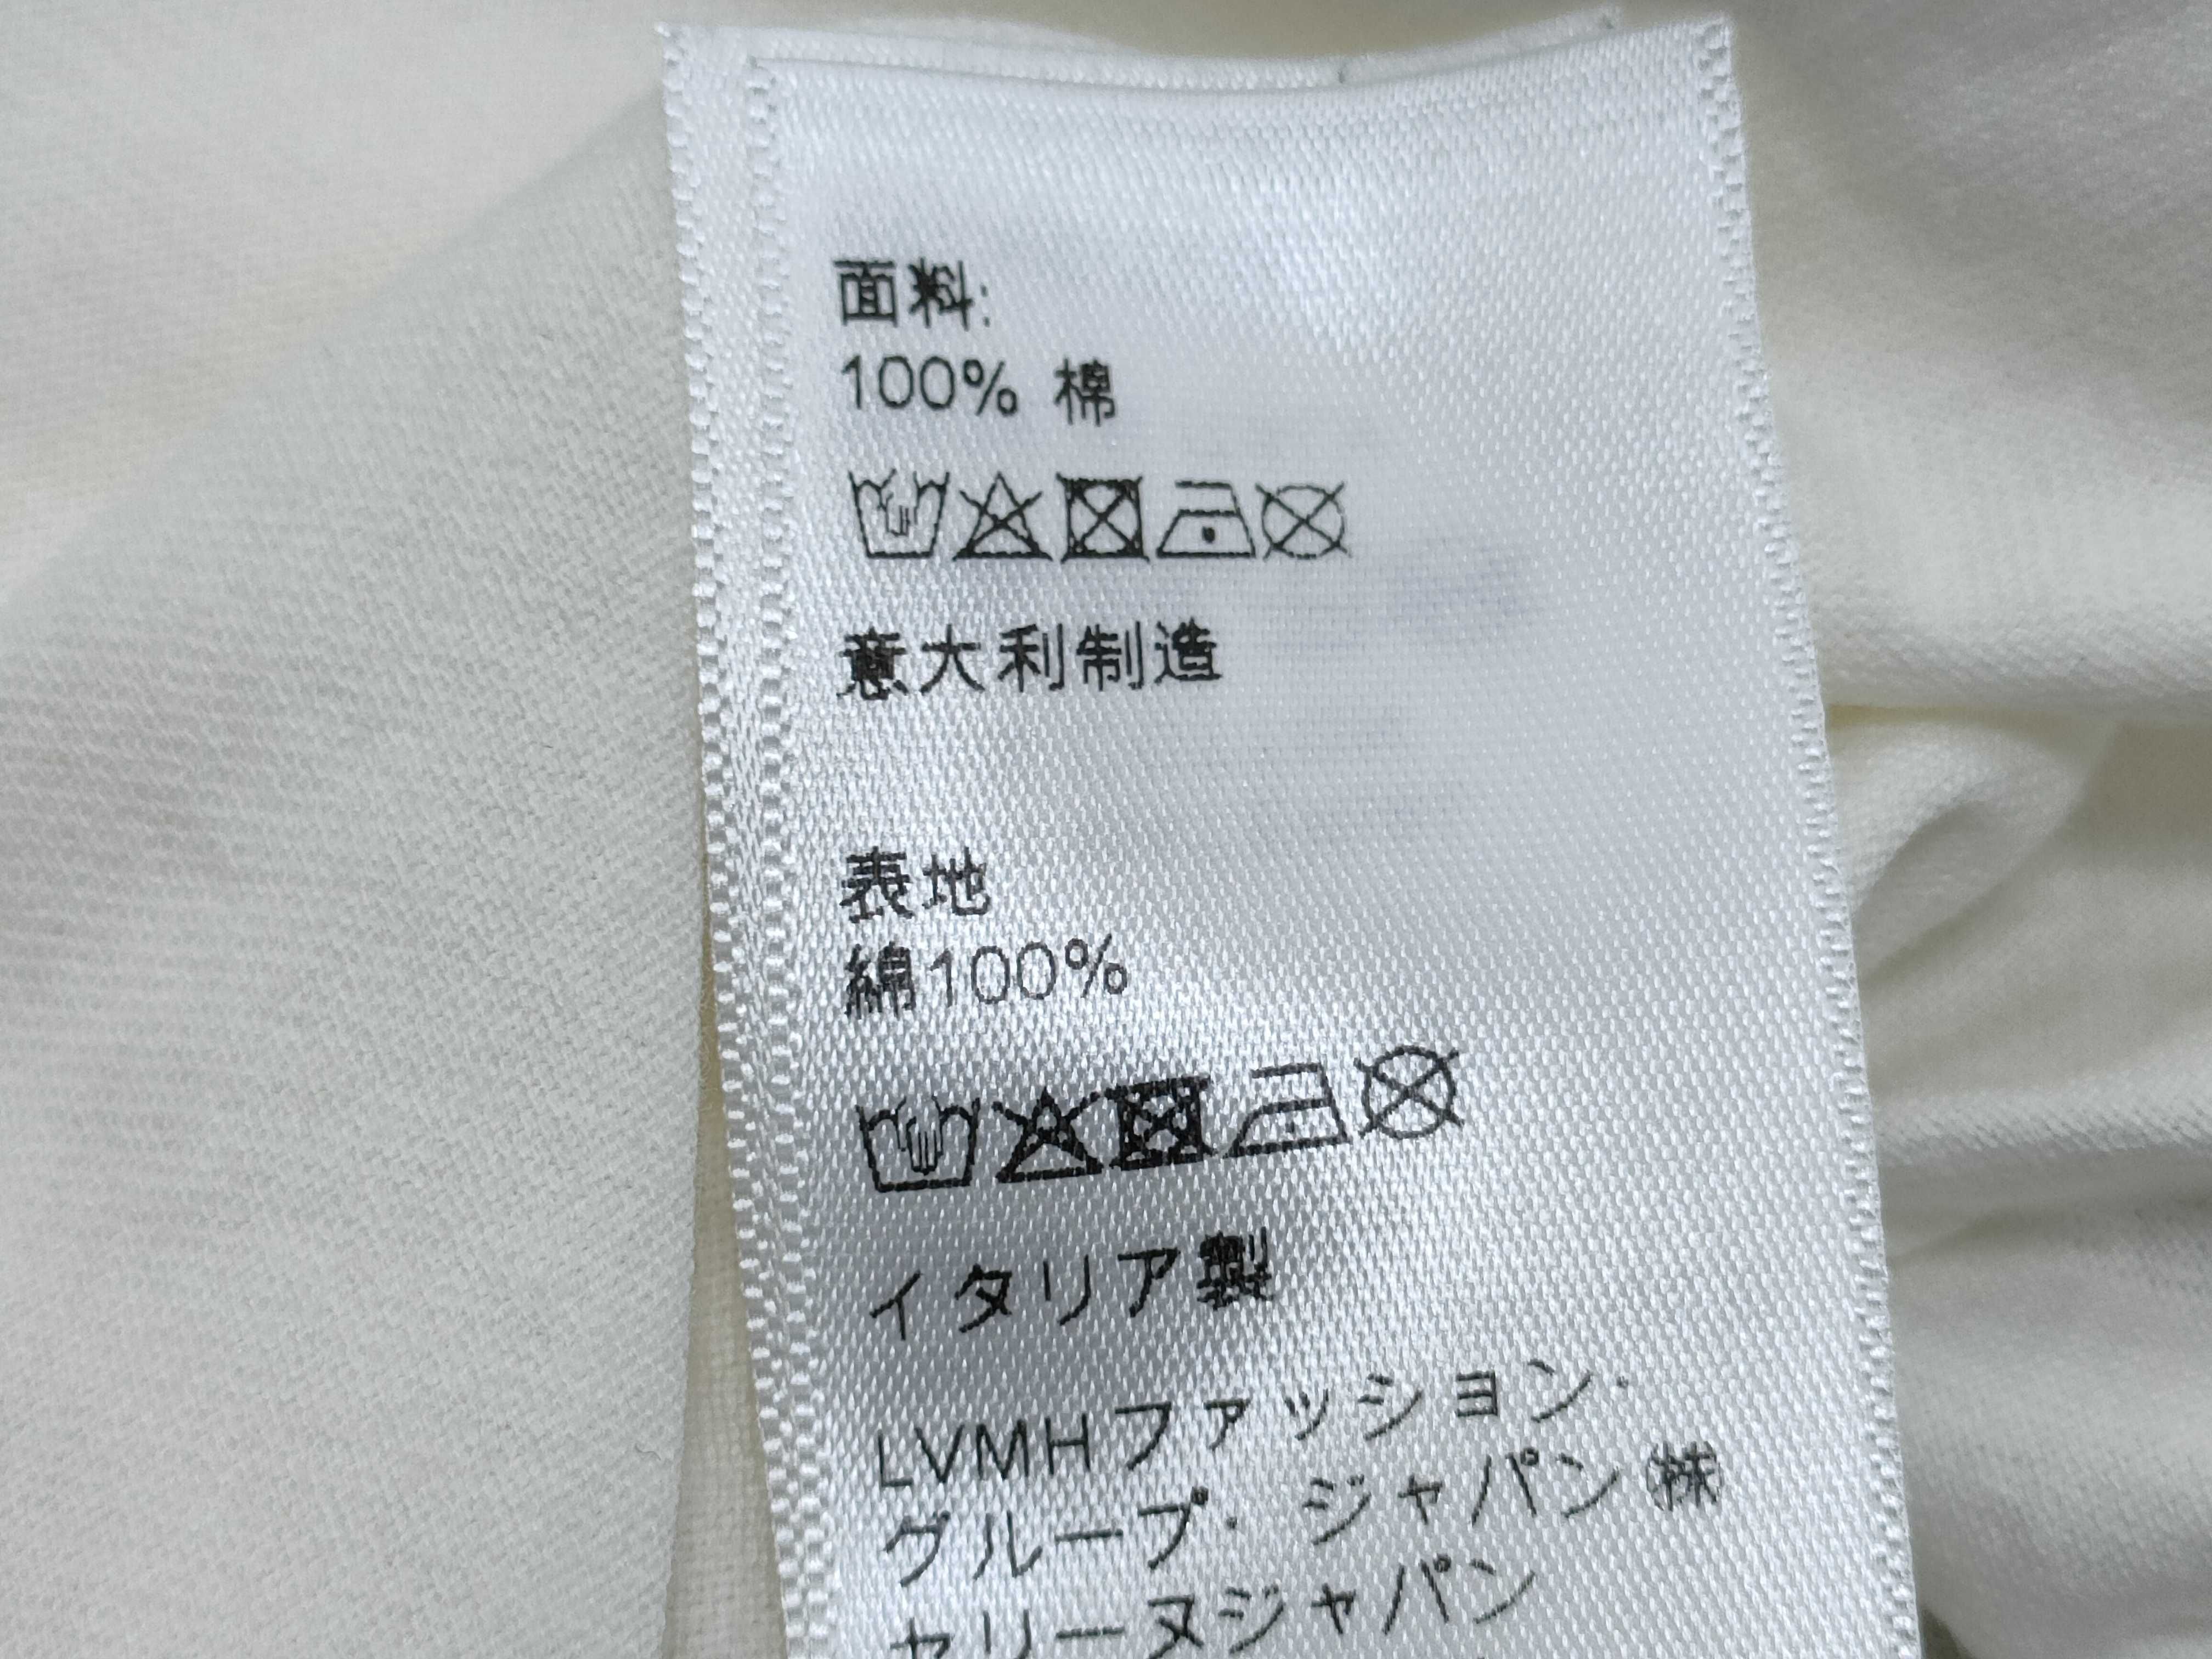 面料:
100% 棉
意大利制造
表地
綿100%
イタリア製
LVMHファッション・
グループ・ジャパン㈱
セリーヌジャパン